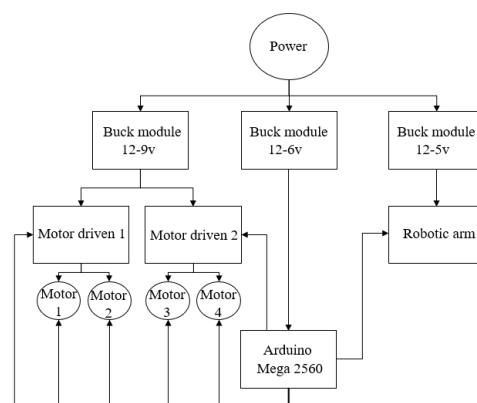 Power
Buck module
12-9v
Buck module
12-6v
Buck module
12-5v
Motor driven 1
Motor driven 2
Robotic arm
Motor
1
Motor
2
Motor
3
Motor
4
Arduino
Mega 2560